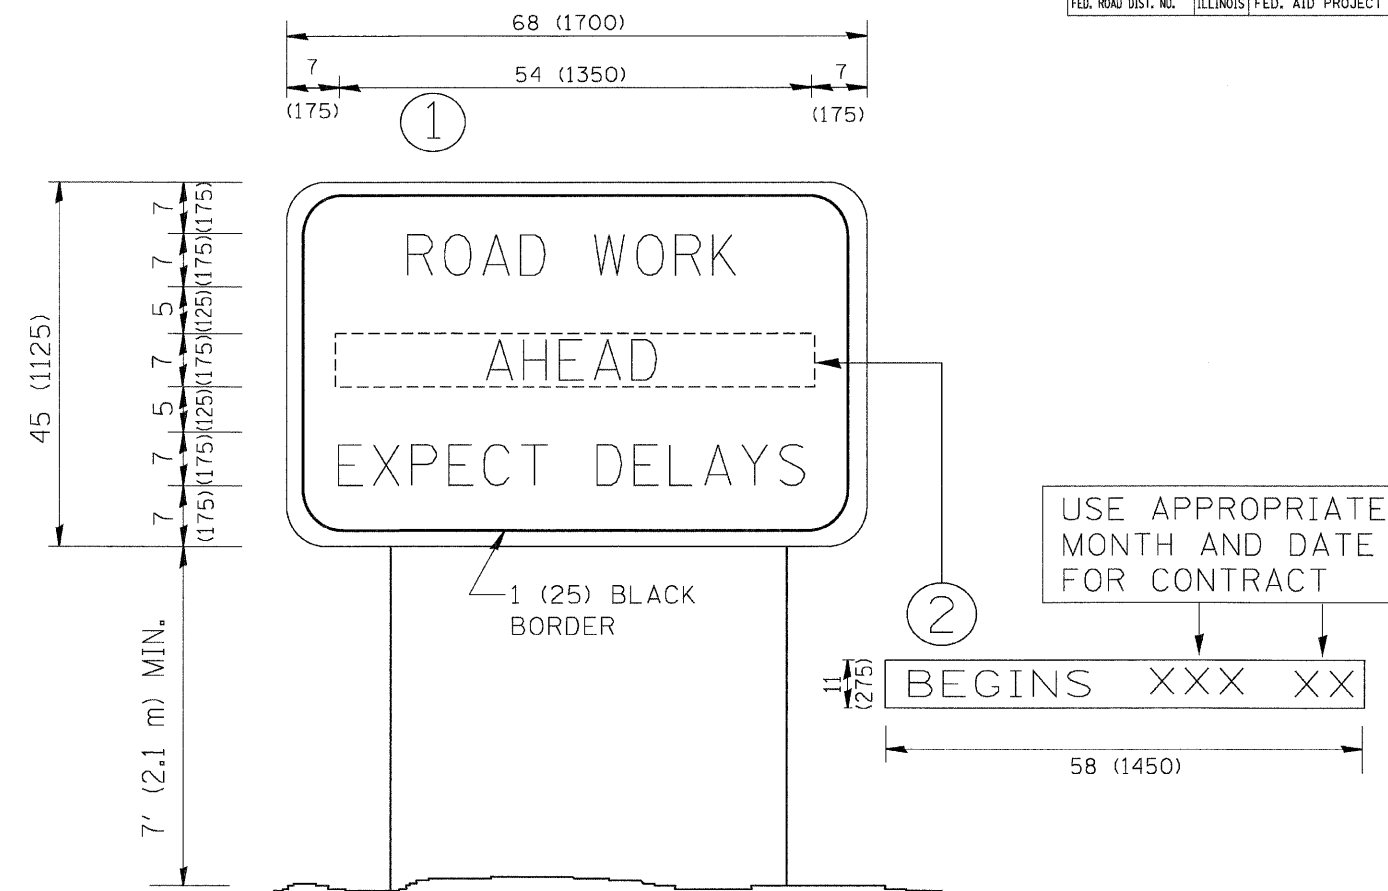 FED. ROAD DIST. NO. ILLINOIS FED. AID PROJECT
68 (1700)
7 54 (1350) 7
(175) (175)
1
ROAD WORK
AHEAD
EXPECT DELAYS
45 (1125)
7 (175)
7 (175)
5 (125)
7 (175)
5 (125)
7 (175)
7 (175)
7' (2.1 m) MIN.
1 (25) BLACK
BORDER
USE APPROPRIATE
MONTH AND DATE
FOR CONTRACT
2
11
(275)
BEGINS XXX XX
58 (1450)